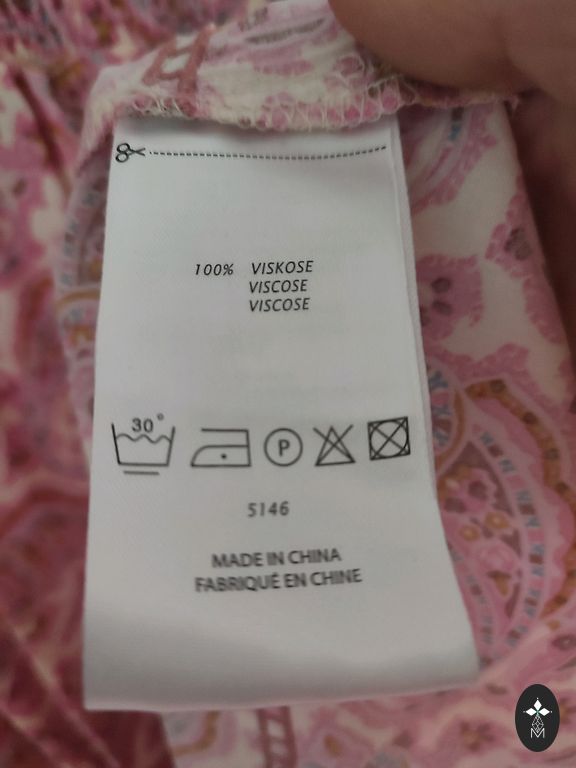 100% VISKOSE
VISCOSE
VISCOSE
30°
P
5146
MADE IN CHINA
FABRIQUÉ EN CHINE
M